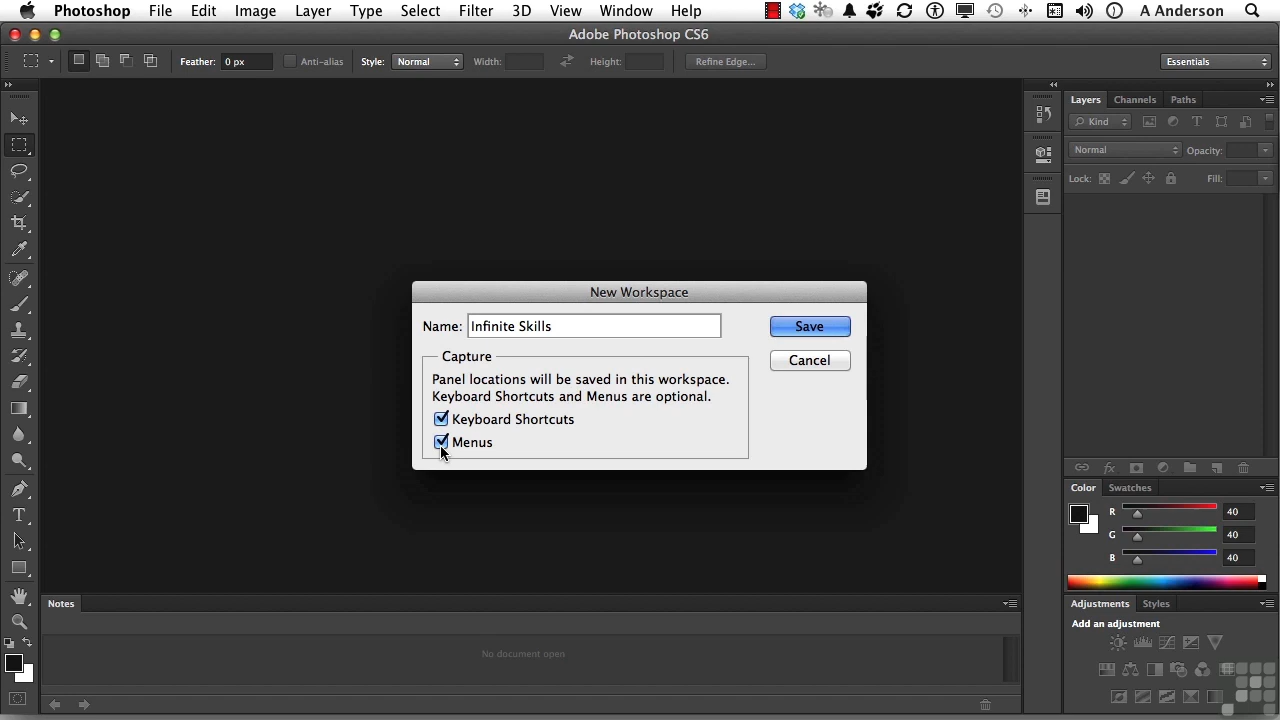 Photoshop File Edit Image Layer Type Select Filter 3D View Window Help A Anderson
Adobe Photoshop CS6
Feather: 0 px Anti-alias Style: Normal Width: Height: Refine Edge... Essentials
Layers Channels Paths
Kind
Normal Opacity:
Lock: Fill:
New Workspace
Name: Infinite Skills Save
Capture Cancel
Panel locations will be saved in this workspace.
Keyboard Shortcuts and Menus are optional.
Keyboard Shortcuts
Menus
Color Swatches
R 40
G 40
B 40
Notes
No document open
Adjustments Styles
Add an adjustment